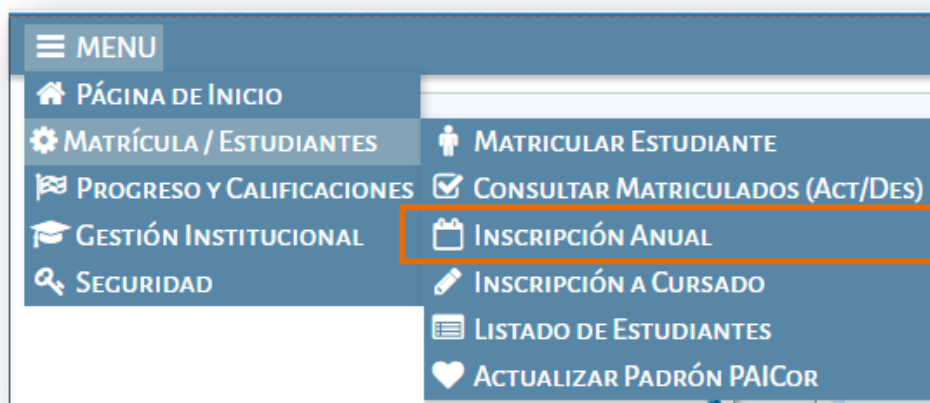 MENU
PÁGINA DE INICIO
MATRÍCULA / ESTUDIANTES
PROGRESO Y CALIFICACIONES
GESTIÓN INSTITUCIONAL
SEGURIDAD
MATRICULAR ESTUDIANTE
CONSULTAR MATRICULADOS (ACT/DES)
INSCRIPCIÓN ANUAL
INSCRIPCIÓN A CURSADO
LISTADO DE ESTUDIANTES
ACTUALIZAR PADRÓN PAICOR